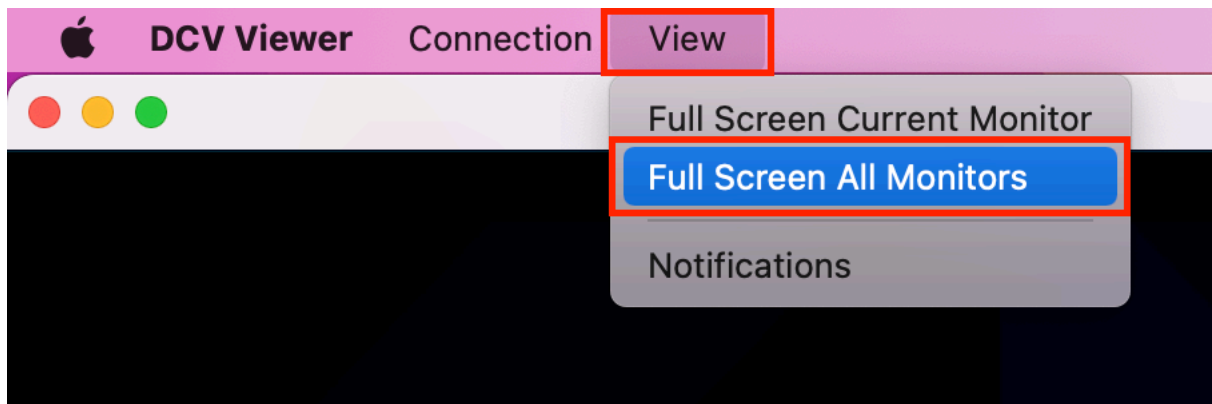 DCV Viewer Connection View
Full Screen Current Monitor
Full Screen All Monitors
Notifications